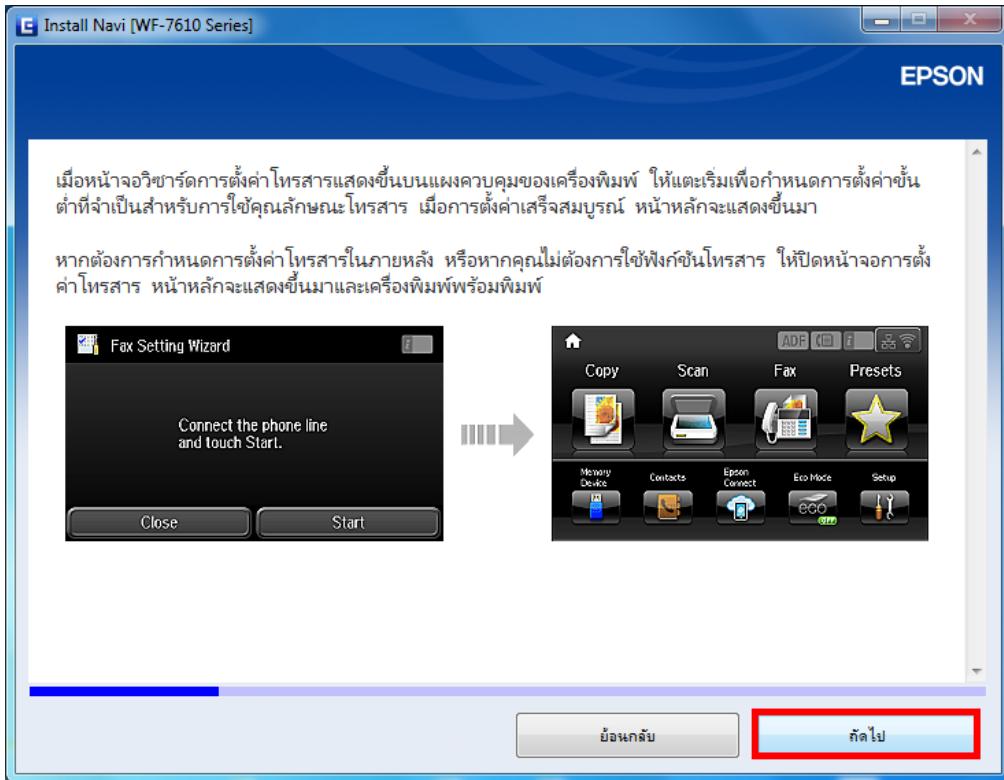 Install Navi [WF-7610 Series]
EPSON
เมื่อหน้าจอวิซาร์ดการตั้งค่าโทรสารแสดงขึ้นบนแผงควบคุมของเครื่องพิมพ์ ให้แตะเริ่มเพื่อกำหนดการตั้งค่าขั้น
ต่ำที่จำเป็นสำหรับการใช้คุณลักษณะโทรสาร เมื่อการตั้งค่าเสร็จสมบูรณ์ หน้าหลักจะแสดงขึ้นมา
หากต้องการกำหนดการตั้งค่าโทรสารในภายหลัง หรือหากคุณไม่ต้องการใช้ฟังก์ชันโทรสาร ให้ปิดหน้าจอการตั้ง
ค่าโทรสาร หน้าหลักจะแสดงขึ้นมาและเครื่องพิมพ์พร้อมพิมพ์
Fax Setting Wizard
i
Connect the phone line
and touch Start.
Close Start
ADF i
Copy Scan Fax Presets
Memory Device Contacts Epson Connect Eco Mode Setup
eco
OFF
ย้อนกลับ ถัดไป